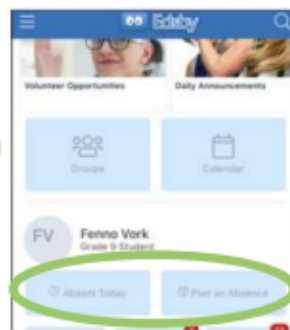 Edsby
Volunteer Opportunities
Daily Announcements
Groups
Calendar
FV
Fenno Vork
Grade 9 Student
Absent Today
Plan an Absence